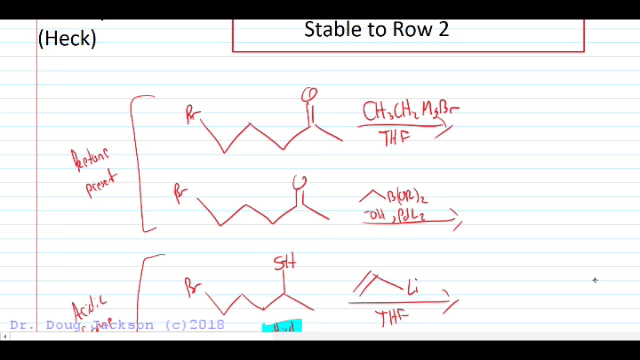 (Heck)
Stable to Row 2
Br
O
CH3CH2MgBr
THF
ketone
present
Br
O
B(OR)2
-OH, PdL2
SH
Br
Li
THF
Acidic
Dr. Doug Jackson (c)2018